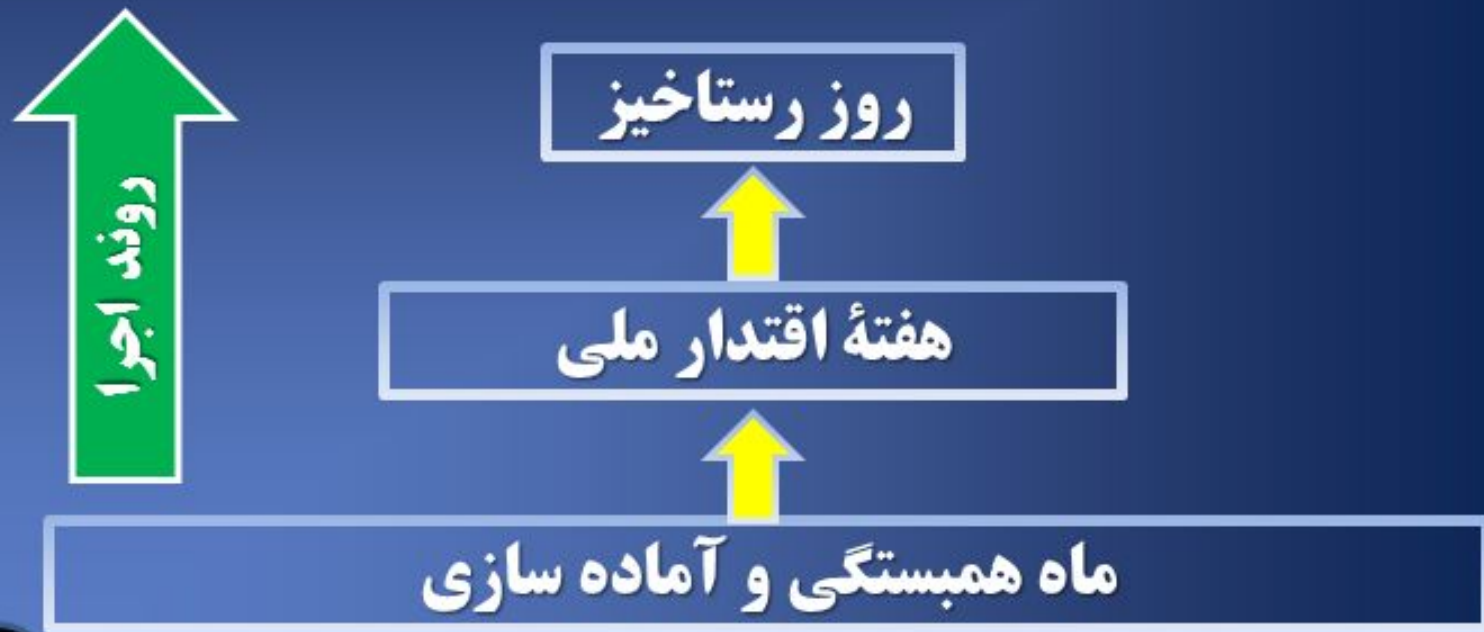 روز رستاخیز
روند اجرا
هفتهٔ اقتدار ملی
ماه همبستگی و آماده سازی